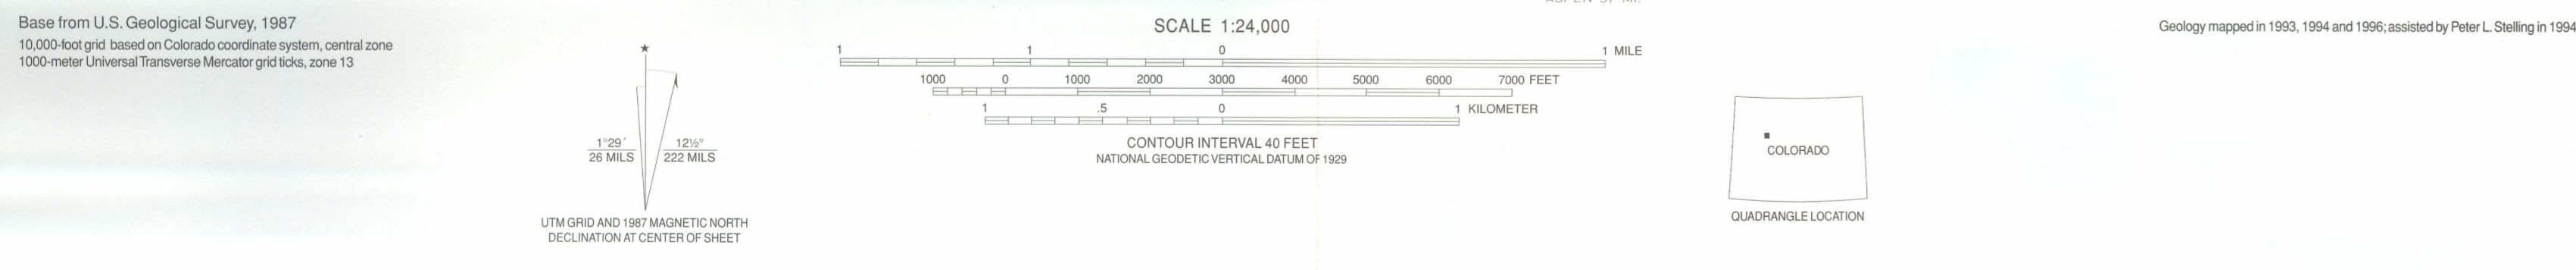 Base from U.S. Geological Survey, 1987
10,000-foot grid based on Colorado coordinate system, central zone
1000-meter Universal Transverse Mercator grid ticks, zone 13
1°29′
26 MILS
12½°
222 MILS
UTM GRID AND 1987 MAGNETIC NORTH
DECLINATION AT CENTER OF SHEET
SCALE 1:24,000
1 1 0 1 MILE
1000 0 1000 2000 3000 4000 5000 6000 7000 FEET
1 .5 0 1 KILOMETER
CONTOUR INTERVAL 40 FEET
NATIONAL GEODETIC VERTICAL DATUM OF 1929
COLORADO
QUADRANGLE LOCATION
Geology mapped in 1993, 1994 and 1996; assisted by Peter L. Stelling in 1994